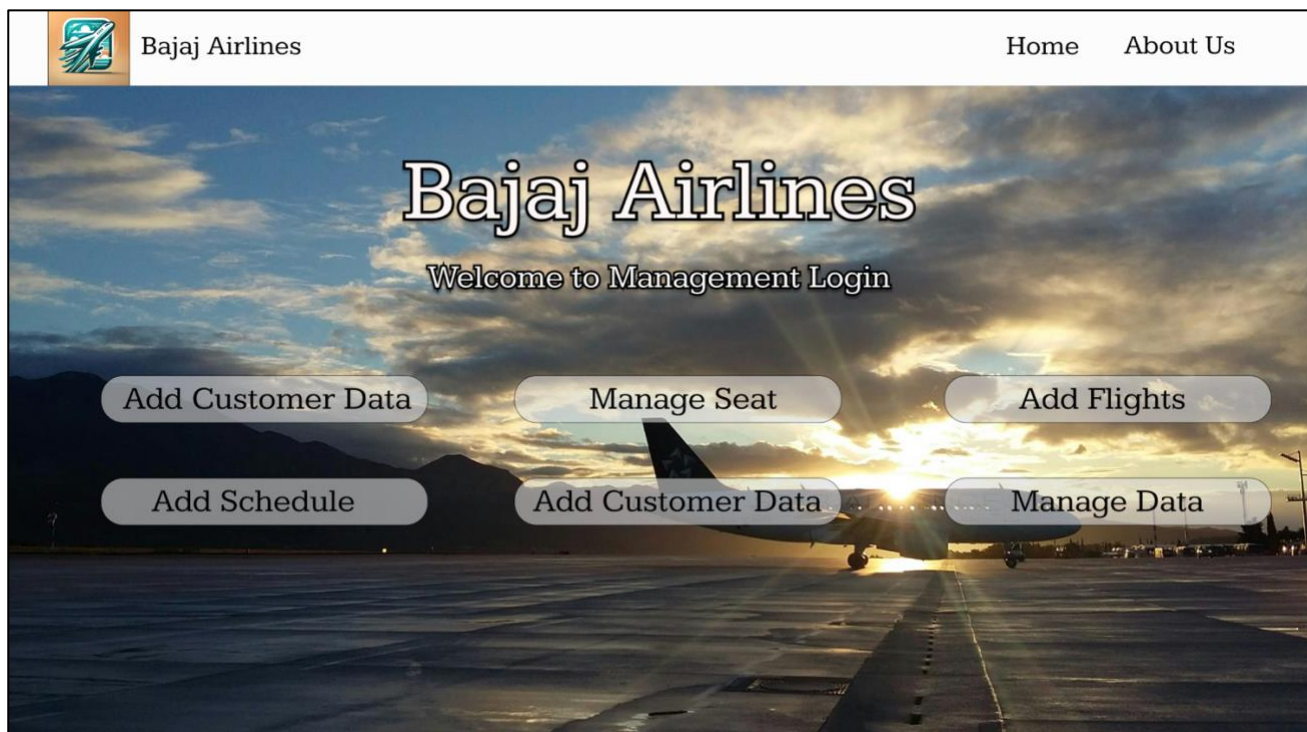 Bajaj Airlines
Home
About Us
Bajaj Airlines
Welcome to Management Login
Add Customer Data
Manage Seat
Add Flights
Add Schedule
Add Customer Data
Manage Data